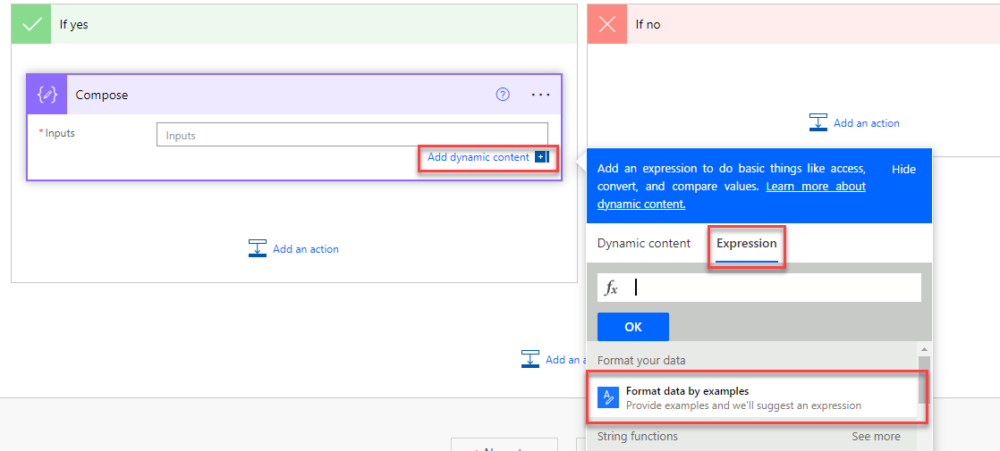 If yes
If no
Compose
* Inputs
Inputs
Add dynamic content
Add an action
Add an action
Add an expression to do basic things like access,
convert, and compare values. Learn more about
dynamic content.
Hide
Dynamic content
Expression
fx
OK
Add an a
Format your data
Format data by examples
Provide examples and we'll suggest an expression
String functions
See more